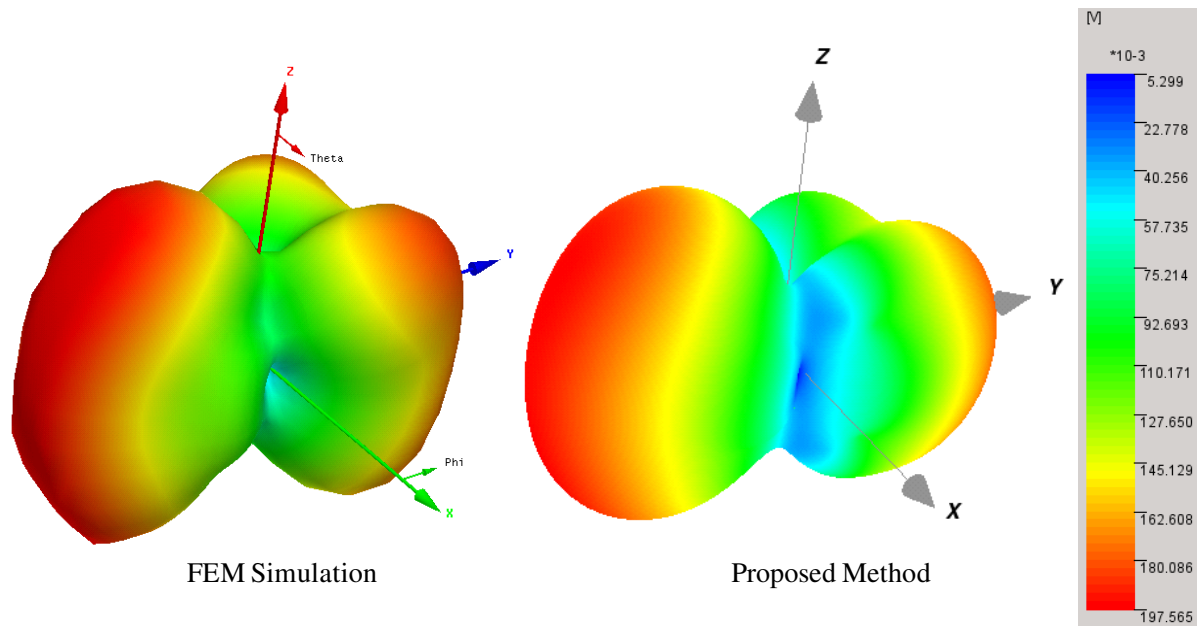 Z
Theta
Y
Phi
X
FEM Simulation
Z
Y
X
Proposed Method
[V]
*10-3
5.299
22.778
40.256
57.735
75.214
92.693
110.171
127.650
145.129
162.608
180.086
197.565